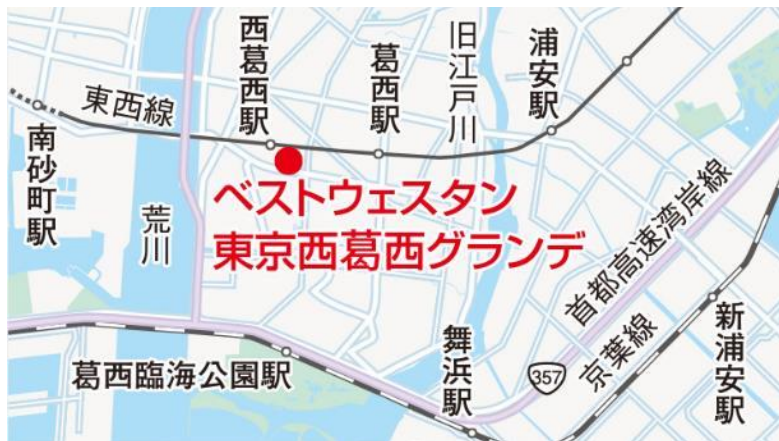 西葛西駅
葛西駅
旧江戸川
浦安駅
東西線
南砂町駅
荒川
ベストウェスタン
東京西葛西グランデ
首都高速湾岸線
葛西臨海公園駅
舞浜駅
357
京葉線
新浦安駅